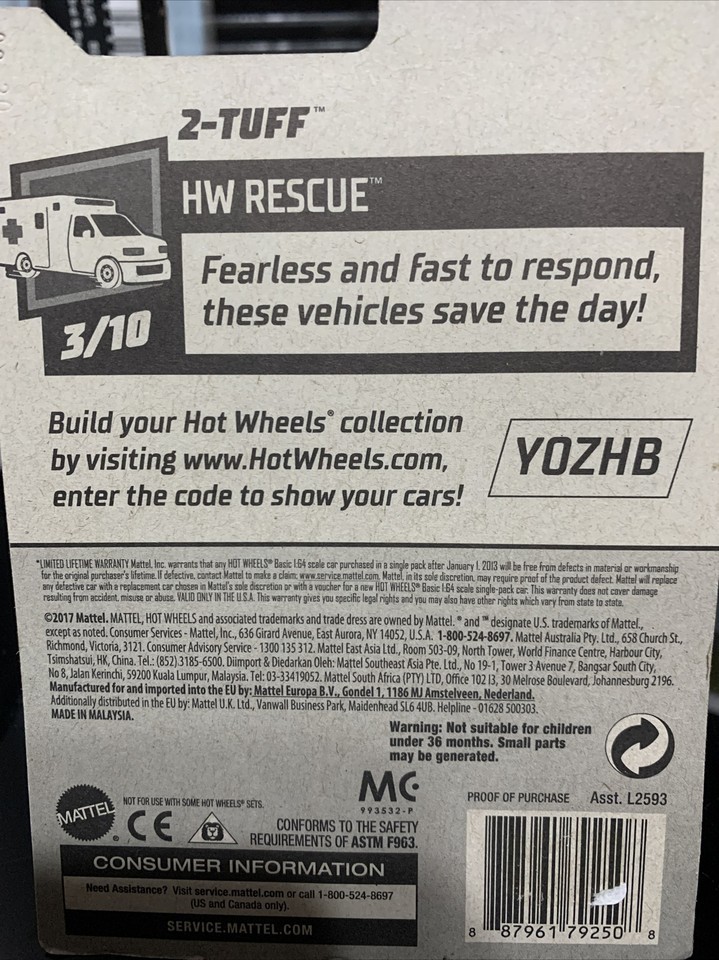 2-TUFF™
HW RESCUE™
Fearless and fast to respond,
these vehicles save the day!
3/10
Build your Hot Wheels® collection
by visiting www.HotWheels.com,
enter the code to show your cars!
YOZHB
*LIMITED LIFETIME WARRANTY Mattel, Inc. warrants that any HOT WHEELS® Basic 1:64 scale car purchased in a single pack after January 1, 2013 will be free from defects in material or workmanship
for the original purchaser's lifetime. If defective, contact Mattel to make a claim; www.service.mattel.com. Mattel, in its sole discretion, may require proof of the product defect. Mattel will replace
any defective car with a replacement car chosen in Mattel's sole discretion or with a voucher for a new HOT WHEELS® Basic 1:64 scale single-pack car. This warranty does not cover damage
resulting from accident, misuse or abuse. VALID ONLY IN THE U.S.A. This warranty gives you specific legal rights and you may also have other rights which vary from state to state.
©2017 Mattel. MATTEL, HOT WHEELS and associated trademarks and trade dress are owned by Mattel. ® and ™ designate U.S. trademarks of Mattel.,
except as noted. Consumer Services - Mattel, Inc., 636 Girard Avenue, East Aurora, NY 14052, U.S.A. 1-800-524-8697. Mattel Australia Pty. Ltd., 658 Church St.,
Richmond, Victoria, 3121. Consumer Advisory Service - 1300 135 312. Mattel East Asia Ltd., Room 503-09, North Tower, World Finance Centre, Harbour City,
Tsimshatsui, HK, China. Tel.: (852) 3185-6500. Diimport & Diedarkan Oleh: Mattel Southeast Asia Pte. Ltd., No 19-1, Tower 3 Avenue 7, Bangsar South City,
No 8, Jalan Kerinchi, 59200 Kuala Lumpur, Malaysia. Tel: 03-33419052. Mattel South Africa (PTY) LTD, Office 102 I3, 30 Melrose Boulevard, Johannesburg 2196.
Manufactured for and imported into the EU by: Mattel Europa B.V., Gondel 1, 1186 MJ Amstelveen, Nederland.
Additionally distributed in the EU by: Mattel U.K. Ltd., Vanwall Business Park, Maidenhead SL6 4UB. Helpline - 01628 500303.
MADE IN MALAYSIA.
Warning: Not suitable for children
under 36 months. Small parts
may be generated.
MATTEL®
NOT FOR USE WITH SOME HOT WHEELS® SETS.
CE
MC
993532-P
CONFORMS TO THE SAFETY
REQUIREMENTS OF ASTM F963.
PROOF OF PURCHASE Asst. L2593
CONSUMER INFORMATION
Need Assistance? Visit service.mattel.com or call 1-800-524-8697
(US and Canada only).
SERVICE.MATTEL.COM
8 87961 79250 8